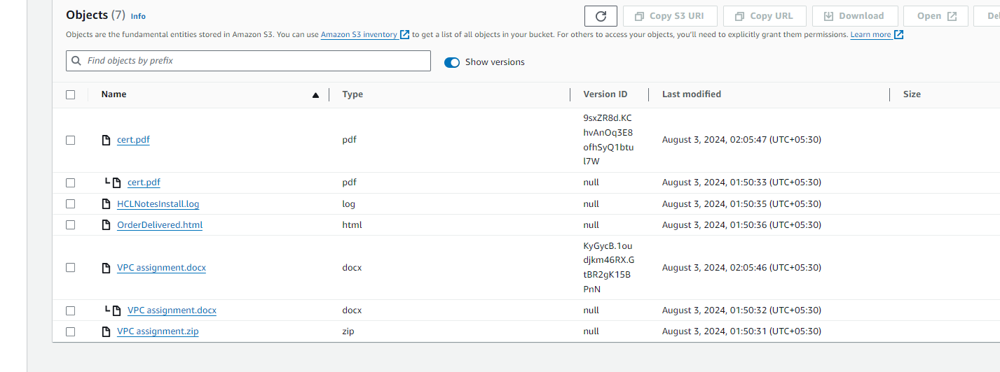 Objects (7) Info
Copy S3 URI Copy URL Download Open
Objects are the fundamental entities stored in Amazon S3. You can use Amazon S3 inventory to get a list of all objects in your bucket. For others to access your objects, you'll need to explicitly grant them permissions. Learn more
Find objects by prefix Show versions
Name Type Version ID Last modified Size
cert.pdf pdf 9sxZR8d.KC August 3, 2024, 02:05:47 (UTC+05:30)
hvAnOq3E8
ofhSyQ1btu
l7W
cert.pdf pdf null August 3, 2024, 01:50:33 (UTC+05:30)
HCLNotesInstall.log log null August 3, 2024, 01:50:35 (UTC+05:30)
OrderDelivered.html html null August 3, 2024, 01:50:36 (UTC+05:30)
VPC assignment.docx docx KyGycB.1ou August 3, 2024, 02:05:46 (UTC+05:30)
djkm46RX.G
tBR2gK15B
PnN
VPC assignment.docx docx null August 3, 2024, 01:50:32 (UTC+05:30)
VPC assignment.zip zip null August 3, 2024, 01:50:31 (UTC+05:30)